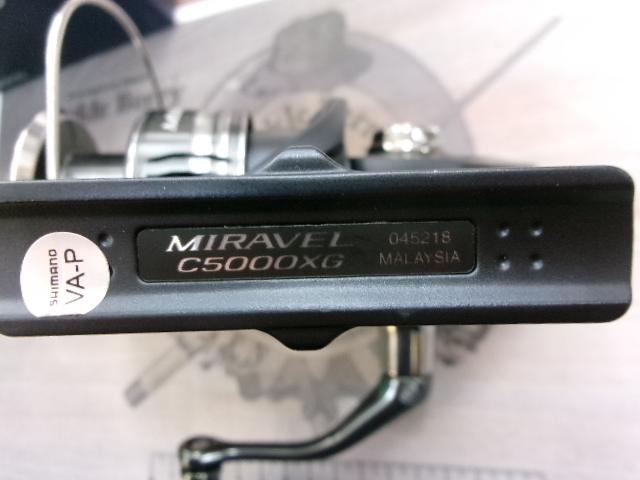 MIRAVEL
C5000XG
045218
MALAYSIA
SHIMANO
VA-P